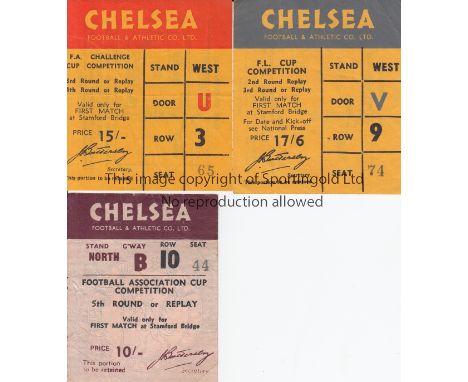 CHELSEA
FOOTBALL & ATHLETIC CO. LTD.
F.A. CHALLENGE
CUP COMPETITION
3rd Round or Replay
4th Round or Replay
Valid only for
FIRST MATCH
at Stamford Bridge
PRICE 15/-
Secretary.
This portion to be retained
STAND WEST
DOOR U
ROW 3
SEAT 65
CHELSEA
FOOTBALL & ATHLETIC CO. LTD.
F.L. CUP
COMPETITION
2nd Round or Replay
3rd Round or Replay
Valid only for
FIRST MATCH
at Stamford Bridge
For Date and Kick-off
see National Press
PRICE 17/6
STAND WEST
DOOR V
ROW 9
SEAT 74
This image copyright of Sportingold Ltd
No reproduction allowed
CHELSEA
FOOTBALL & ATHLETIC CO. LTD.
STAND G'WAY ROW SEAT
NORTH B 10 44
FOOTBALL ASSOCIATION CUP
COMPETITION
5th ROUND or REPLAY
Valid only for
FIRST MATCH at Stamford Bridge
PRICE 10/-
This portion
to be retained
Secretary